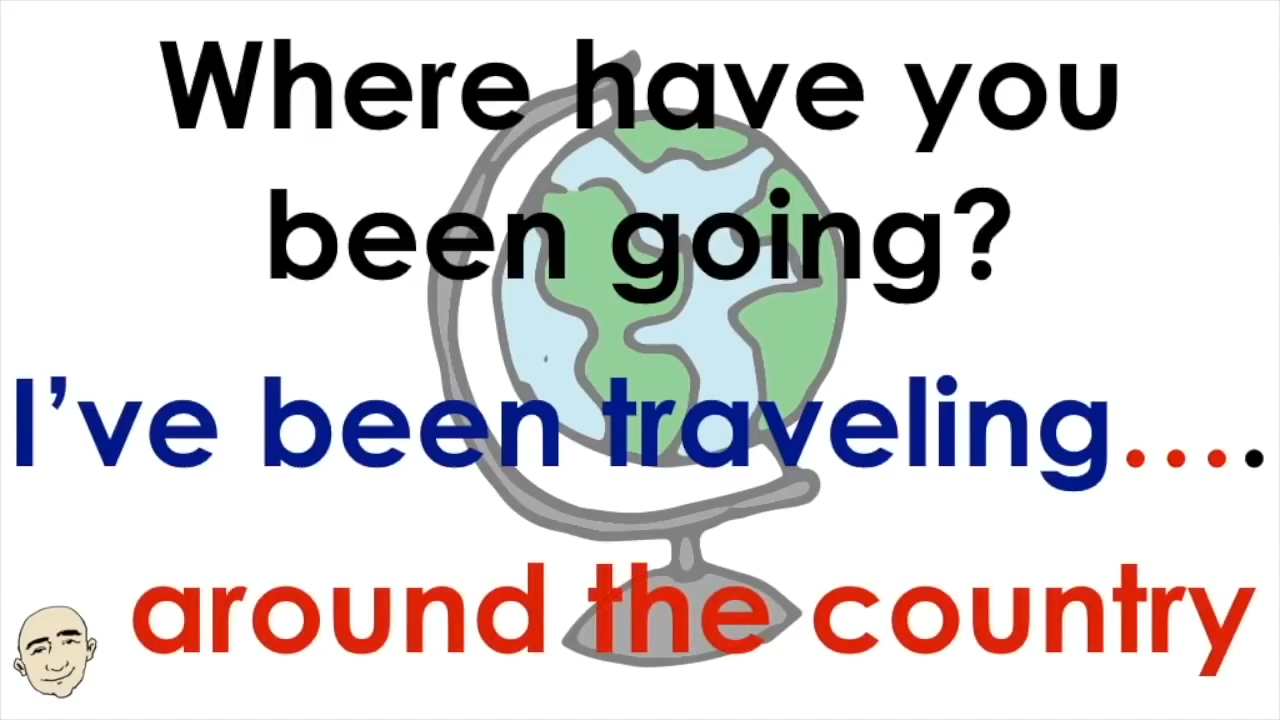 Where have you
been going?
I’ve been traveling….
around the country